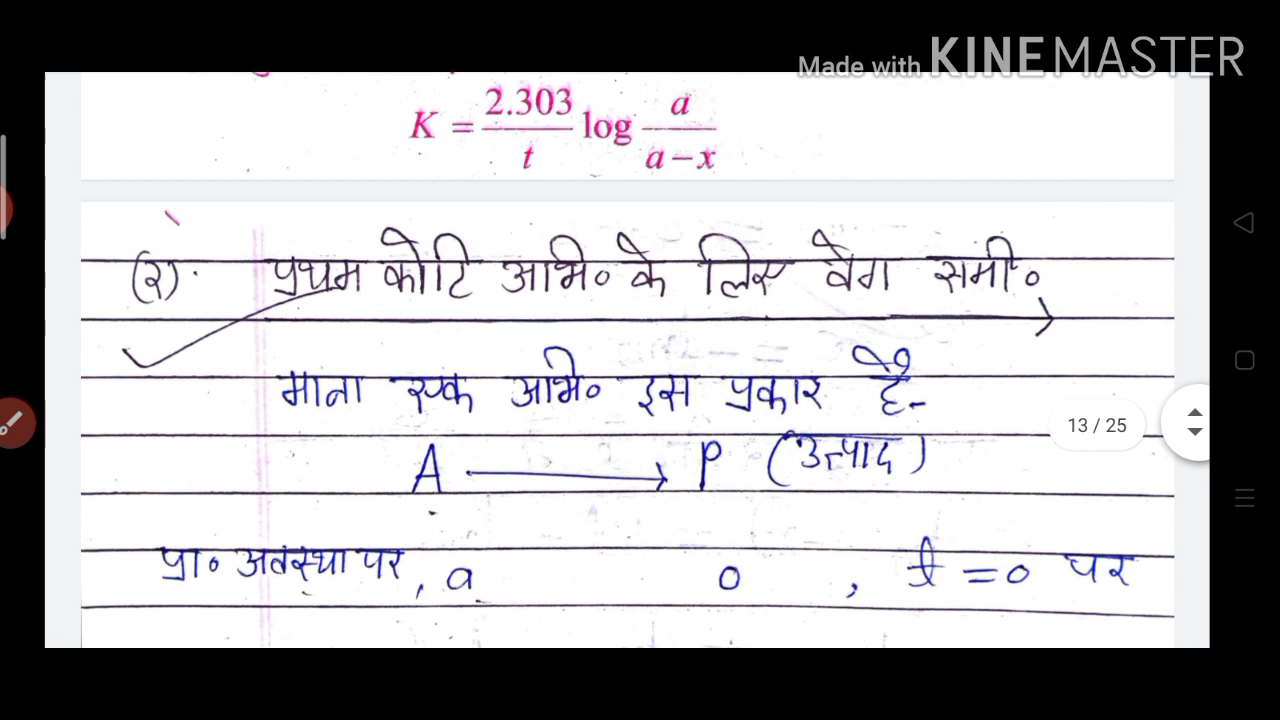 Made with KINEMASTER
K = 2.303/t log a/a-x
(२). प्रथम कोटि अभि० के लिए वेग समी०
माना एक अभि० इस प्रकार है-
A ⟶ P (उत्पाद)
13 / 25
प्रा० अवस्था पर, a 0 , t = 0 पर